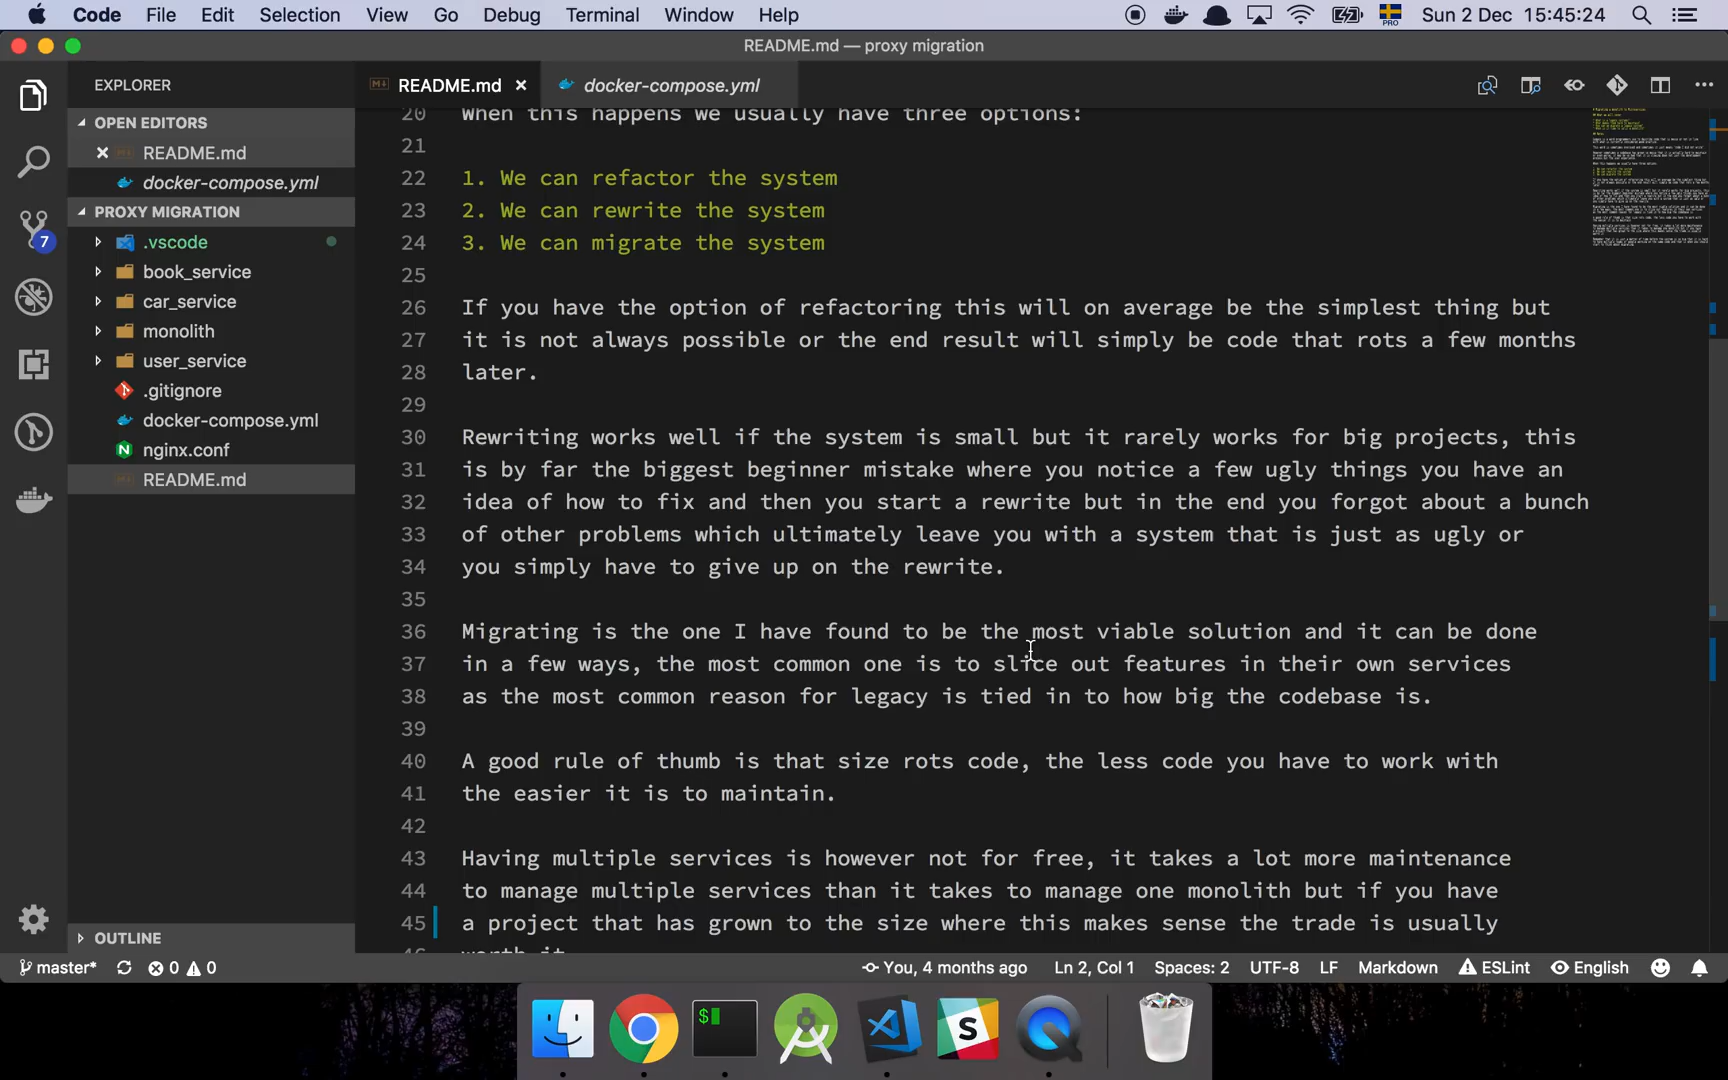 Code File Edit Selection View Go Debug Terminal Window Help PRO Sun 2 Dec 15:45:24
README.md — proxy migration
EXPLORER
README.md
docker-compose.yml
OPEN EDITORS
README.md
docker-compose.yml
PROXY MIGRATION
.vscode
book_service
car_service
monolith
user_service
.gitignore
docker-compose.yml
nginx.conf
README.md
OUTLINE
7
20 When this happens we usually have three options:
21
22 1. We can refactor the system
23 2. We can rewrite the system
24 3. We can migrate the system
25
26 If you have the option of refactoring this will on average be the simplest thing but
27 it is not always possible or the end result will simply be code that rots a few months
28 later.
29
30 Rewriting works well if the system is small but it rarely works for big projects, this
31 is by far the biggest beginner mistake where you notice a few ugly things you have an
32 idea of how to fix and then you start a rewrite but in the end you forgot about a bunch
33 of other problems which ultimately leave you with a system that is just as ugly or
34 you simply have to give up on the rewrite.
35
36 Migrating is the one I have found to be the most viable solution and it can be done
37 in a few ways, the most common one is to slice out features in their own services
38 as the most common reason for legacy is tied in to how big the codebase is.
39
40 A good rule of thumb is that size rots code, the less code you have to work with
41 the easier it is to maintain.
42
43 Having multiple services is however not for free, it takes a lot more maintenance
44 to manage multiple services than it takes to manage one monolith but if you have
45 a project that has grown to the size where this makes sense the trade is usually
46 worth it
master* 0 0 You, 4 months ago Ln 2, Col 1 Spaces: 2 UTF-8 LF Markdown ESLint English
$
S